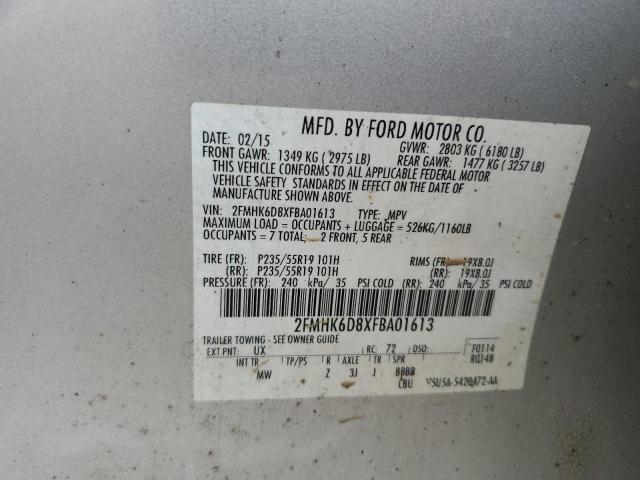 MFD. BY FORD MOTOR CO.
DATE: 02/15 GVWR: 2803 KG ( 6180 LB)
FRONT GAWR: 1349 KG ( 2975 LB) REAR GAWR: 1477 KG ( 3257 LB)
THIS VEHICLE CONFORMS TO ALL APPLICABLE FEDERAL MOTOR
VEHICLE SAFETY STANDARDS IN EFFECT ON THE DATE OF
MANUFACTURE SHOWN ABOVE.
VIN: 2FMHK6D8XFBA01613 TYPE: MPV
MAXIMUM LOAD = OCCUPANTS + LUGGAGE = 526KG/1160LB
OCCUPANTS = 7 TOTAL: 2 FRONT, 5 REAR
TIRE (FR): P235/55R19 101H RIMS (FR): 19X8.0J
(RR): P235/55R19 101H (RR): 19X8.0J
PRESSURE (FR): 240 kPa/ 35 PSI COLD (RR): 240 kPa/ 35 PSI COLD
2FMHK6D8XFBA01613
TRAILER TOWING - SEE OWNER GUIDE
EXT PNT: UX RC: 72 DSO: F0114
INT TR TP/PS R AXLE TR SPR R0148
MW Z 3J J BBBB
CBU